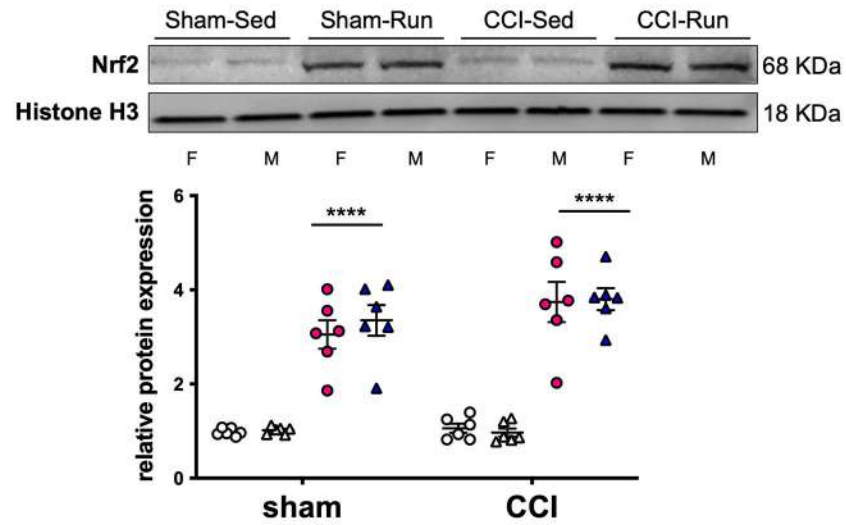 Sham-Sed Sham-Run CCI-Sed CCI-Run
Nrf2 68 KDa
Histone H3 18 KDa
F M F M F M F M
relative protein expression
6
4
2
0
**** ****
sham CCI